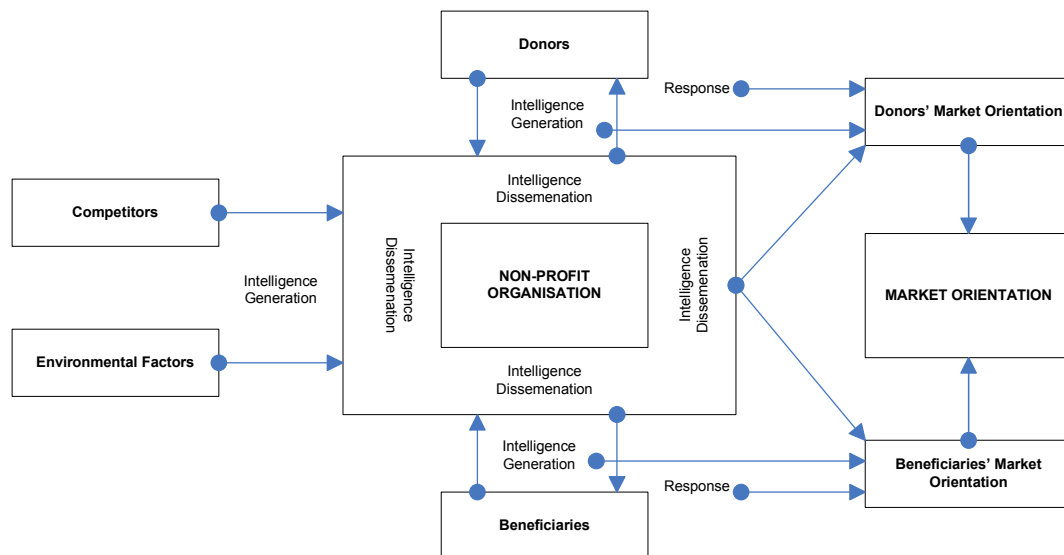 Donors
Response
Intelligence
Generation
Donors' Market Orientation
Intelligence
Dissemenation
Competitors
Intelligence
Dissemenation
NON-PROFIT
ORGANISATION
Intelligence
Dissemenation
MARKET ORIENTATION
Intelligence
Generation
Environmental Factors
Intelligence
Dissemenation
Intelligence
Generation
Beneficiaries' Market
Orientation
Response
Beneficiaries